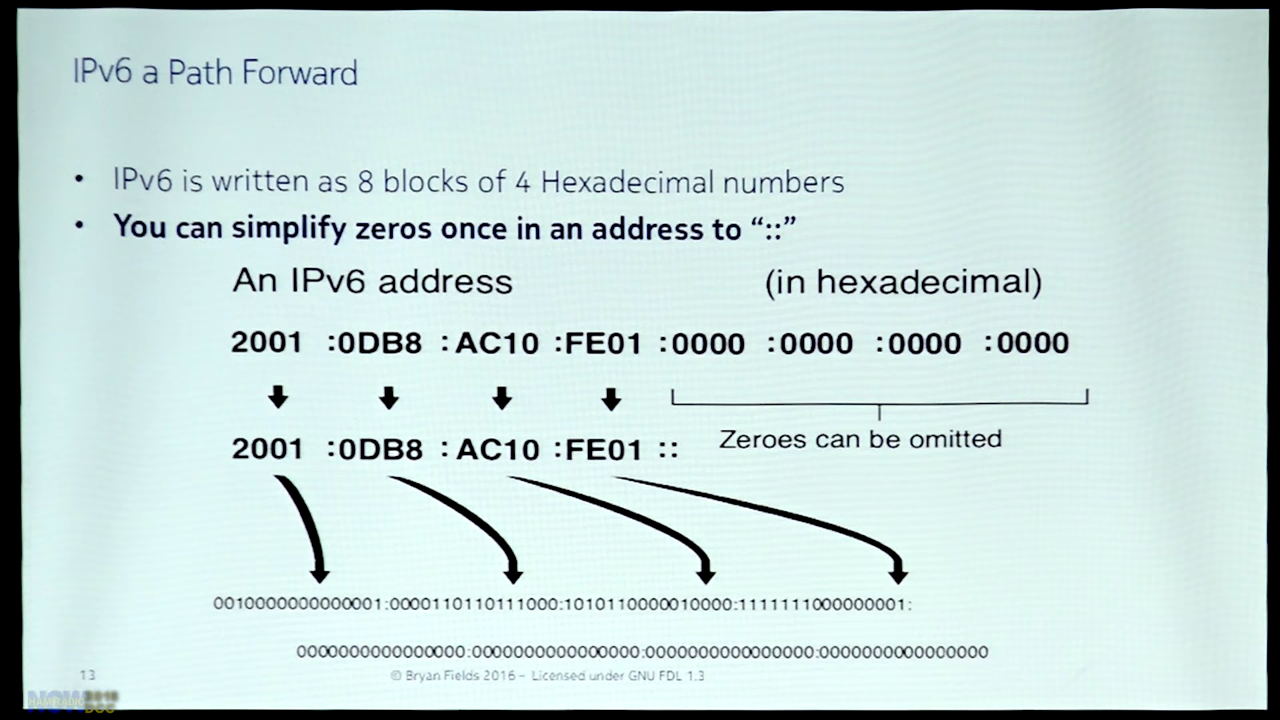 IPv6 a Path Forward
• IPv6 is written as 8 blocks of 4 Hexadecimal numbers
• You can simplify zeros once in an address to “::”
An IPv6 address (in hexadecimal)
2001 :0DB8 :AC10 :FE01 :0000 :0000 :0000 :0000
2001 :0DB8 :AC10 :FE01 ::
Zeroes can be omitted
0010000000000001:0000110110111000:1010110000010000:1111111000000001:
0000000000000000:0000000000000000:0000000000000000:0000000000000000
13 © Bryan Fields 2016 – Licensed under GNU FDL 1.3